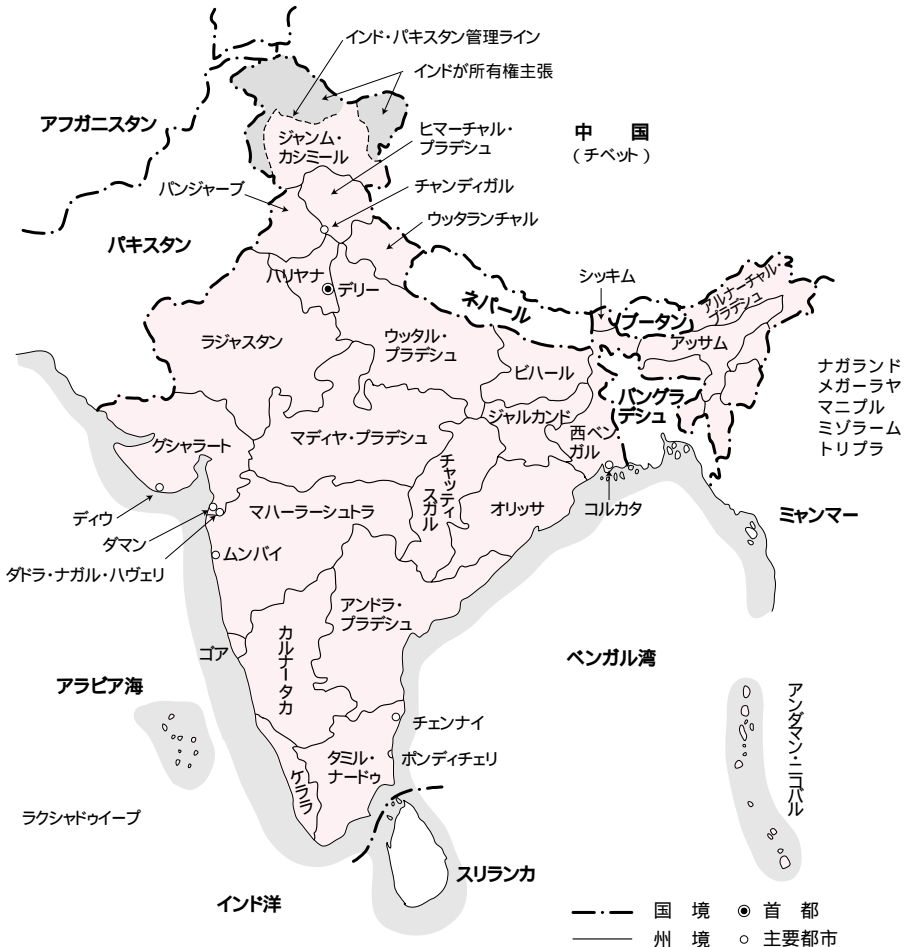 インド・パキスタン管理ライン
インドが所有権主張
アフガニスタン
ジャンム・
カシミール
ヒマーチャル・
プラデシュ
中　国
（チベット）
パンジャーブ
チャンディガル
ウッタランチャル
パキスタン
ハリヤナ
デリー
ネパール
シッキム
ブータン
アルナーチャル・
プラデシュ
アッサム
ラジャスタン
ウッタル・
プラデシュ
ビハール
バングラ
デシュ
ナガランド
メガーラヤ
マニプル
ミゾラーム
トリプラ
ジャルカンド
グシャラート
マディヤ・プラデシュ
西ベン
ガル
チャッティ
スガル
オリッサ
コルカタ
ディウ
マハーラーシュトラ
ミャンマー
ダマン
ムンバイ
ダドラ・ナガル・ハヴェリ
アンドラ・
プラデシュ
カルナータカ
ゴア
ベンガル湾
アラビア海
アンダマン・ニコバル
チェンナイ
タミル・
ナードゥ
ポンディチェリ
ケララ
ラクシャドゥイープ
スリランカ
インド洋
国　境
首　都
州　境
主要都市